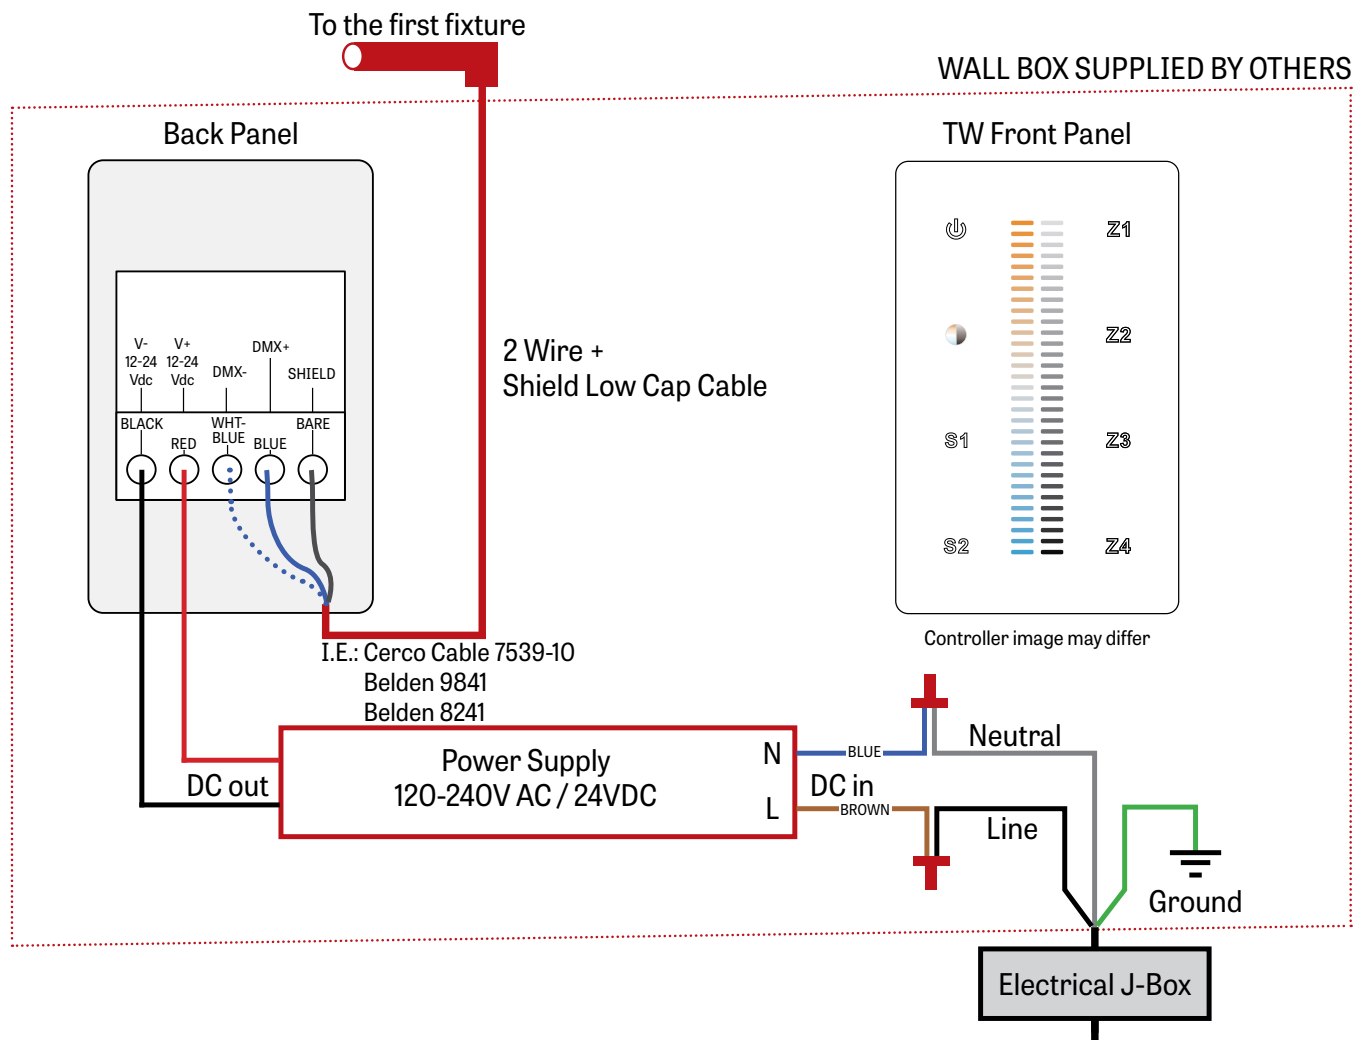 To the first fixture
WALL BOX SUPPLIED BY OTHERS
Back Panel
TW Front Panel
V-
12-24
Vdc
V+
12-24
Vdc
DMX-
DMX+
SHIELD
BLACK
RED
WHT-
BLUE
BLUE
BARE
2 Wire +
Shield Low Cap Cable
Z1
Z2
S1
Z3
S2
Z4
Controller image may differ
I.E.: Cerco Cable 7539-10
Belden 9841
Belden 8241
Power Supply
120-240V AC / 24VDC
N
L
DC out
DC in
BLUE
BROWN
Neutral
Line
Ground
Electrical J-Box